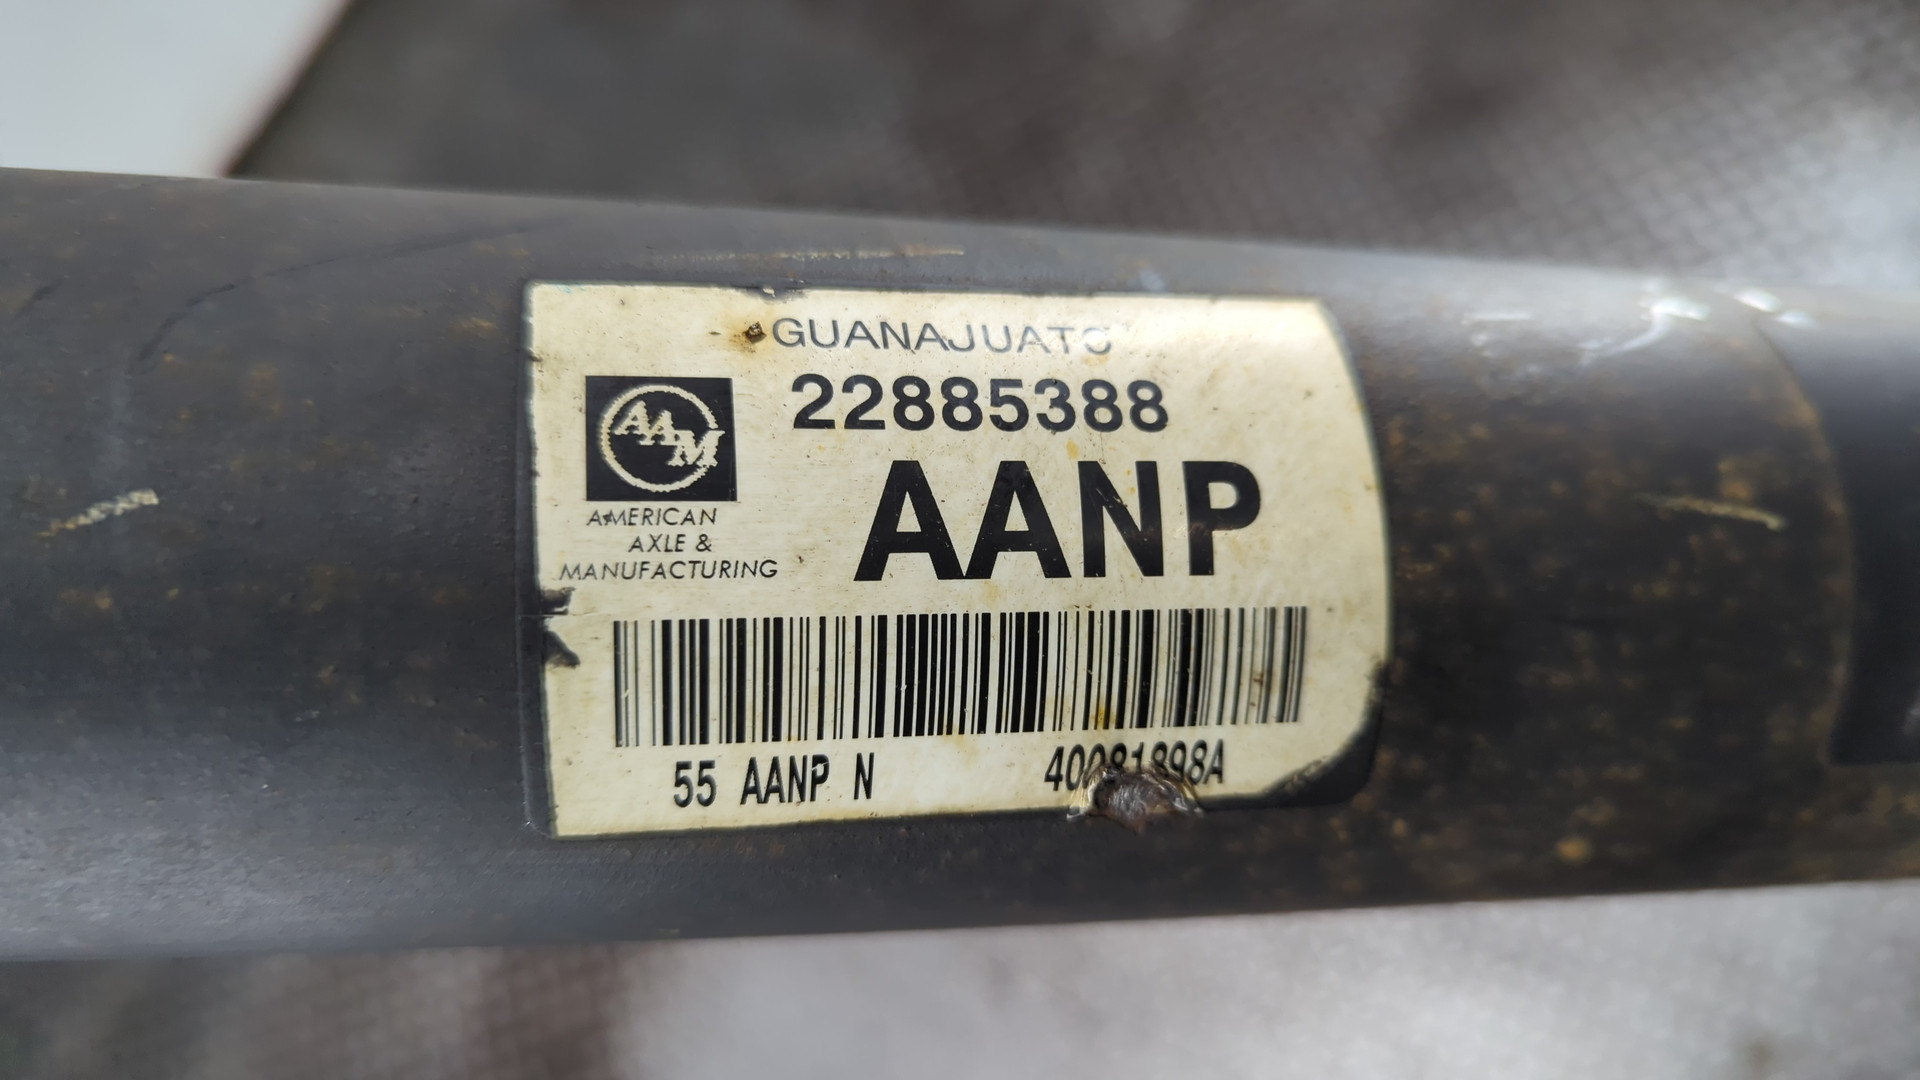 GUANAJUATO
22885388
AAM
AANP
AMERICAN
AXLE &
MANUFACTURING
55 AANP N 40081898A